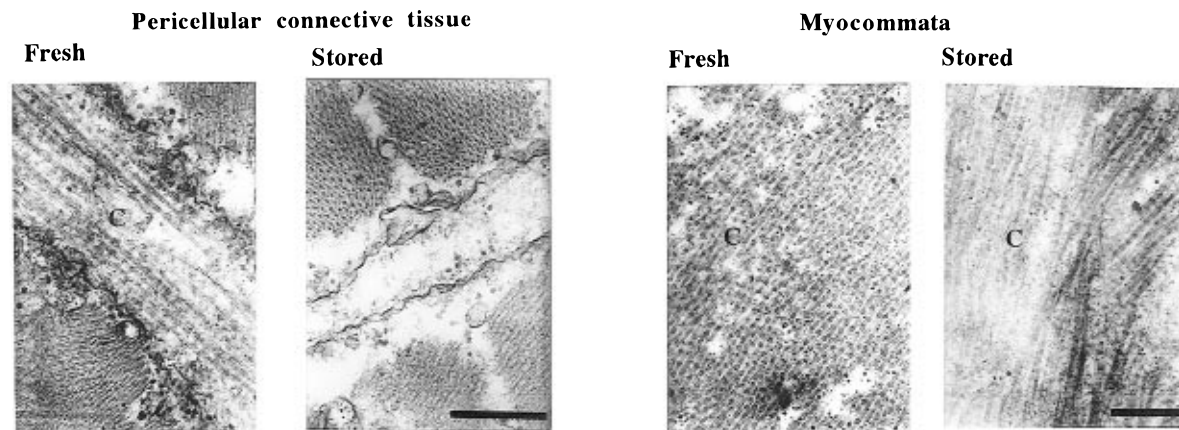 Pericellular connective tissue
Myocommata
Fresh
Stored
Fresh
Stored
C
C
C